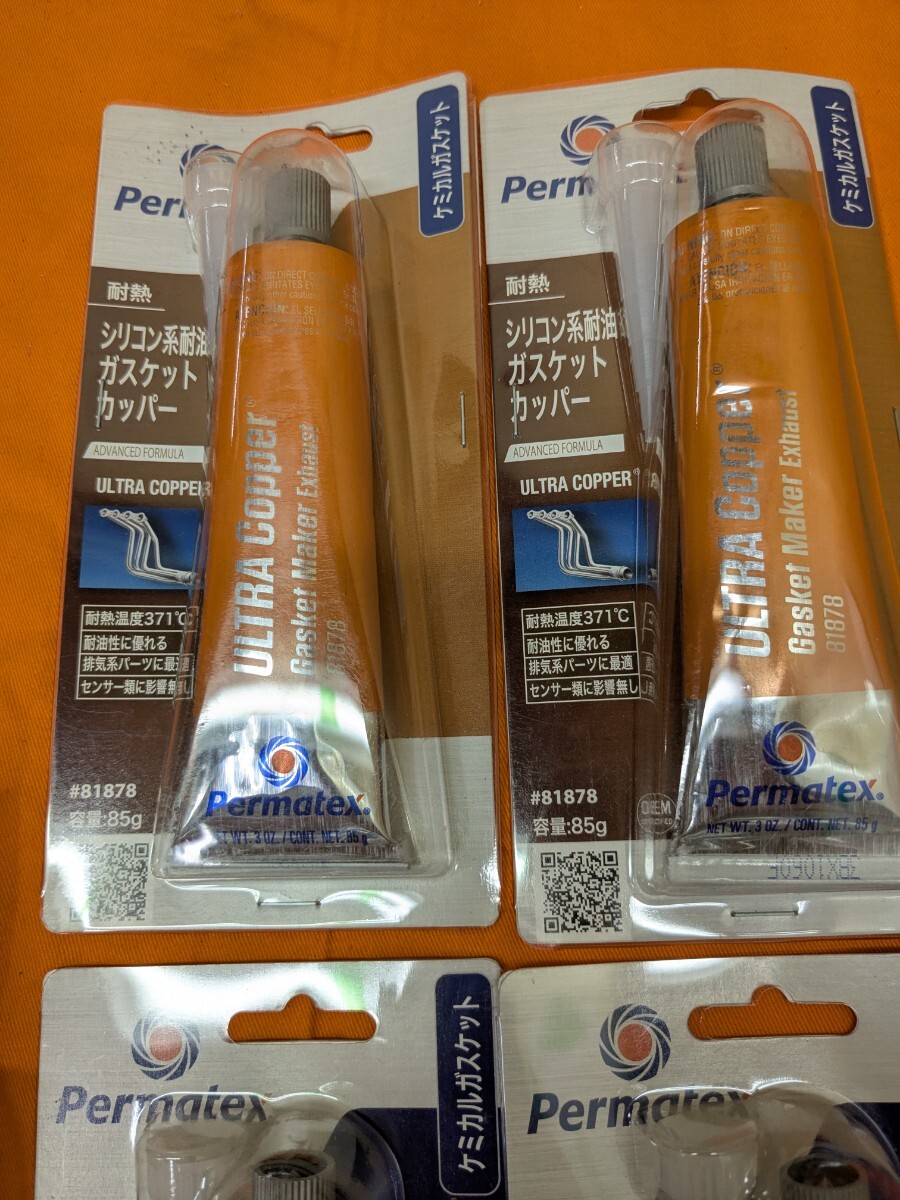 ケミカルガスケット
耐熱
シリコン系耐油
ガスケット
カッパー
ADVANCED FORMULA
ULTRA COPPER
耐熱温度371℃
耐油性に優れる
排気系パーツに最適
センサー類に影響無し
#81878
容量:85g
ULTRA Copper®
Gasket Maker Exhaust
81878
Permatex®
NET WT. 3 OZ. / CONT. NET. 85 g
ケミカルガスケット
耐熱
シリコン系耐油
ガスケット
カッパー
ADVANCED FORMULA
ULTRA COPPER®
耐熱温度371℃
耐油性に優れる
排気系パーツに最適
センサー類に影響無し
#81878
容量:85g
ULTRA Copper®
Gasket Maker Exhaust
81878
Permatex®
NET WT. 3 OZ. / CONT. NET. 85 g
Permatex
ケミカルガスケット
Permatex